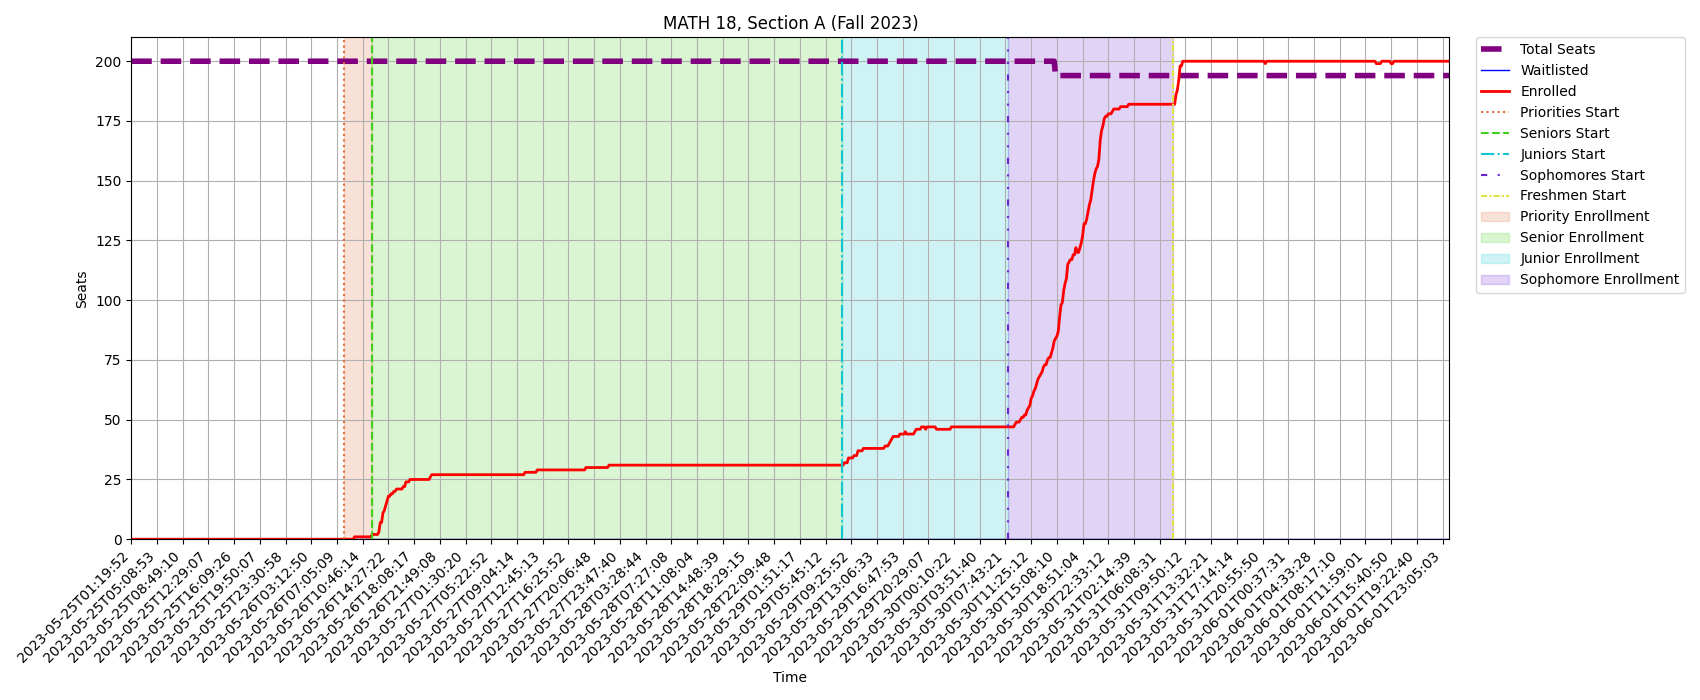 MATH 18, Section A (Fall 2023)
Seats
200
175
150
125
100
75
50
25
0
2023-05-25T01:19:52
2023-05-25T05:08:53
2023-05-25T08:49:10
2023-05-25T12:29:07
2023-05-25T16:09:26
2023-05-25T19:50:07
2023-05-25T23:30:58
2023-05-26T03:12:50
2023-05-26T07:05:09
2023-05-26T10:46:14
2023-05-26T14:27:22
2023-05-26T18:08:17
2023-05-26T21:49:08
2023-05-27T01:30:20
2023-05-27T05:22:52
2023-05-27T09:04:14
2023-05-27T12:45:13
2023-05-27T16:25:52
2023-05-27T20:06:48
2023-05-27T23:47:40
2023-05-28T03:28:44
2023-05-28T07:27:08
2023-05-28T11:08:04
2023-05-28T14:48:39
2023-05-28T18:29:15
2023-05-28T22:09:48
2023-05-29T01:51:17
2023-05-29T05:45:12
2023-05-29T09:25:52
2023-05-29T13:06:33
2023-05-29T16:47:53
2023-05-29T20:29:07
2023-05-30T00:10:22
2023-05-30T03:51:40
2023-05-30T07:43:21
2023-05-30T11:25:12
2023-05-30T15:08:10
2023-05-30T18:51:04
2023-05-30T22:33:12
2023-05-31T02:14:39
2023-05-31T06:08:31
2023-05-31T09:50:12
2023-05-31T13:32:21
2023-05-31T17:14:14
2023-05-31T20:55:50
2023-06-01T00:37:31
2023-06-01T04:33:28
2023-06-01T08:17:10
2023-06-01T11:59:01
2023-06-01T15:40:50
2023-06-01T19:22:40
2023-06-01T23:05:03
Time
Total Seats
Waitlisted
Enrolled
Priorities Start
Seniors Start
Juniors Start
Sophomores Start
Freshmen Start
Priority Enrollment
Senior Enrollment
Junior Enrollment
Sophomore Enrollment